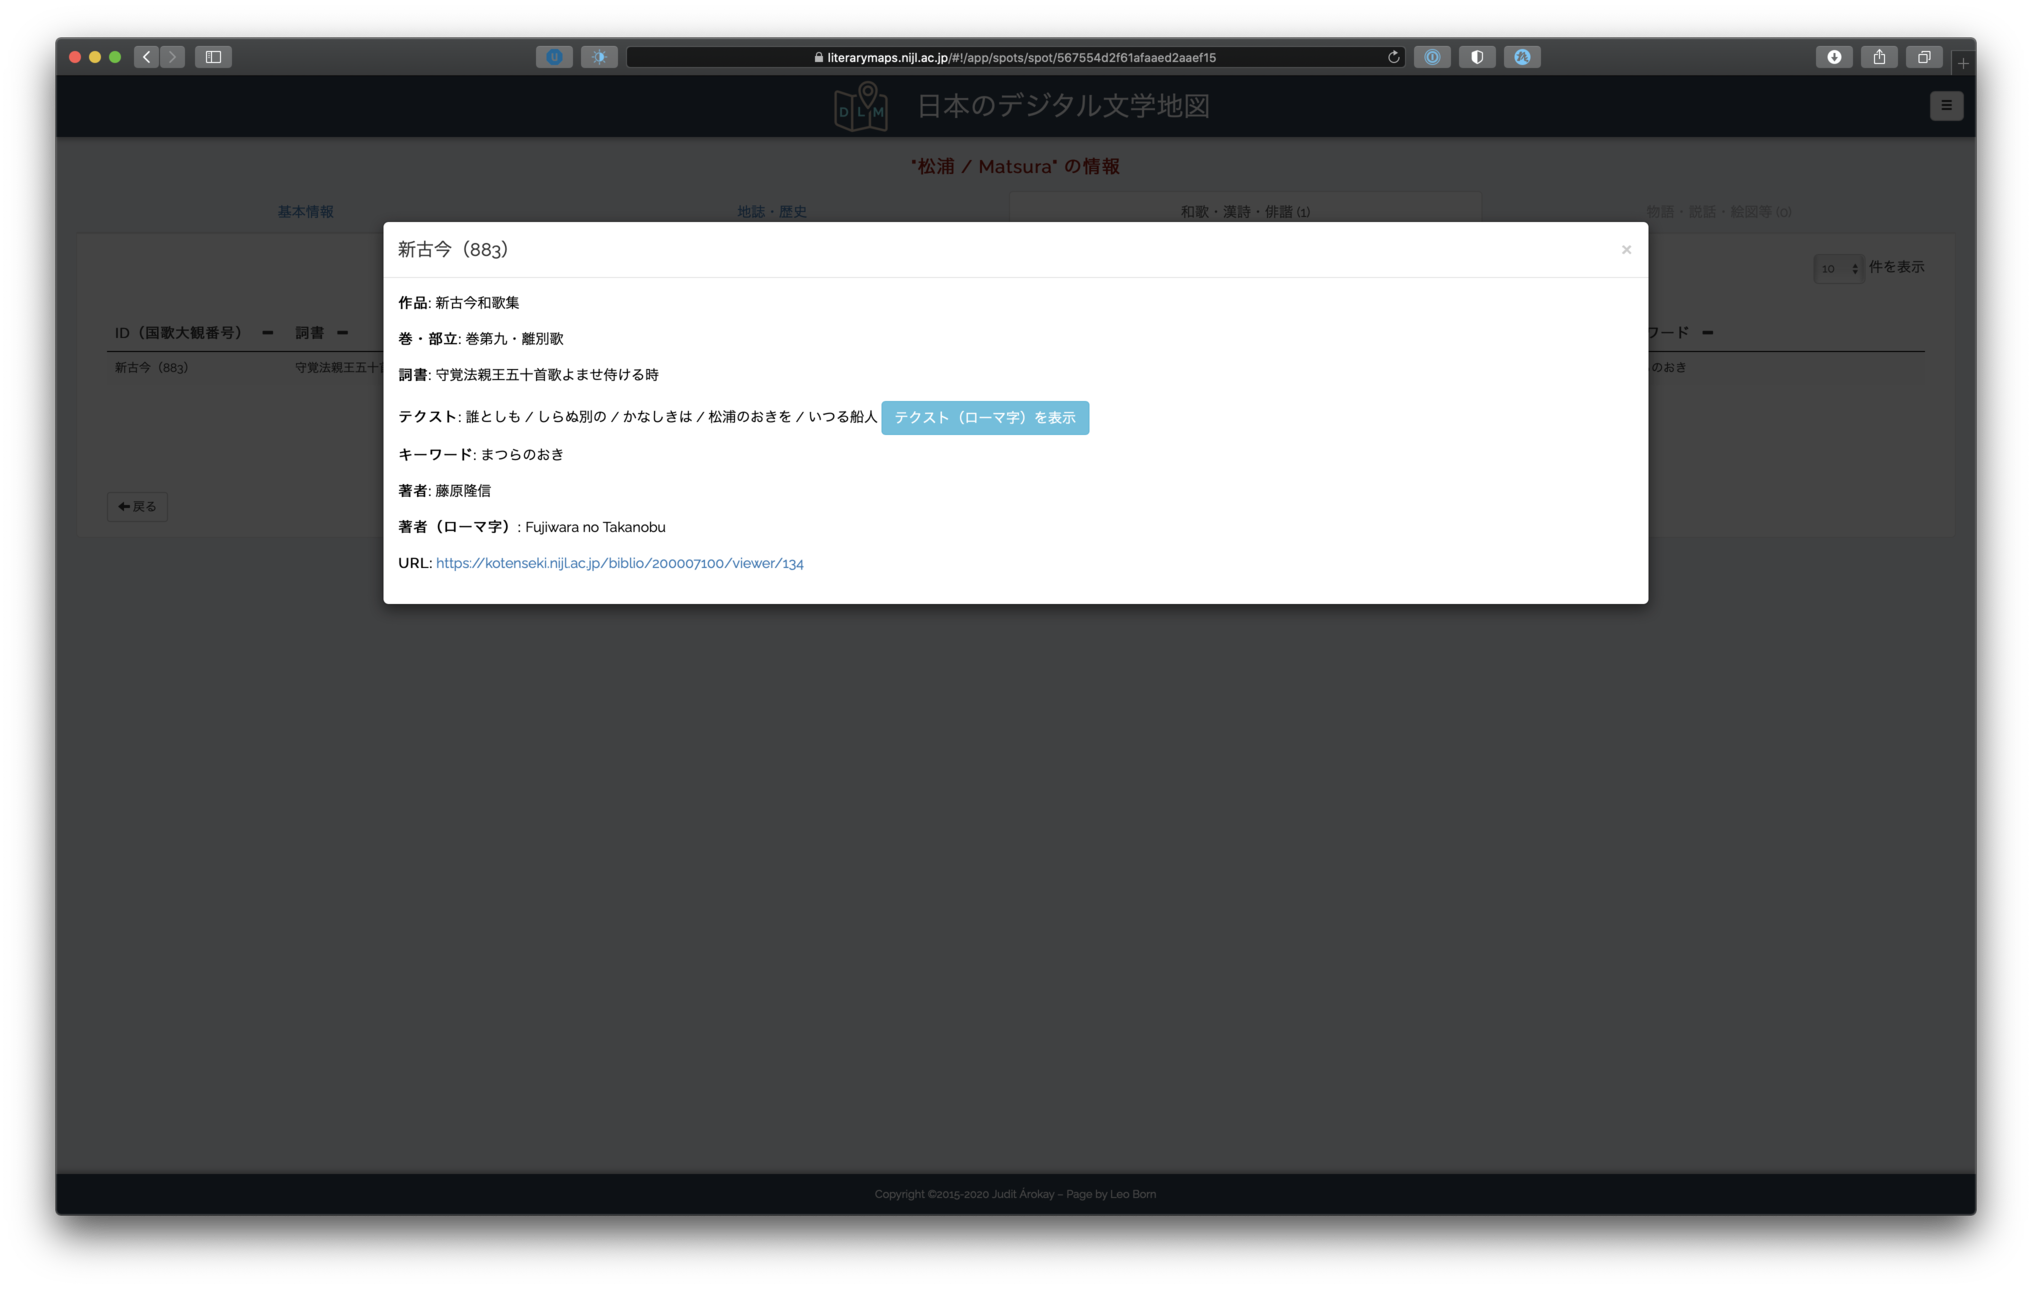 literarymaps.nijl.ac.jp/#!/app/spots/spot/567554d2f61afaaed2aaef15
DLM 日本のデジタル文学地図
"松浦 / Matsura" の情報
基本情報 地誌・歴史 和歌・漢詩・俳諧 (1) 物語・説話・絵図等 (0)
新古今（883） ×
10 件を表示
作品: 新古今和歌集
ID（国歌大観番号） 詞書 ワード
巻・部立: 巻第九・離別歌
新古今（883） 守覚法親王五十 のおき
詞書: 守覚法親王五十首歌よませ侍ける時
テクスト: 誰としも / しらぬ別の / かなしきは / 松浦のおきを / いつる船人 テクスト（ローマ字）を表示
キーワード: まつらのおき
著者: 藤原隆信
戻る
著者（ローマ字）: Fujiwara no Takanobu
URL: https://kotenseki.nijl.ac.jp/biblio/200007100/viewer/134
Copyright ©2015-2020 Judit Árokay – Page by Leo Born